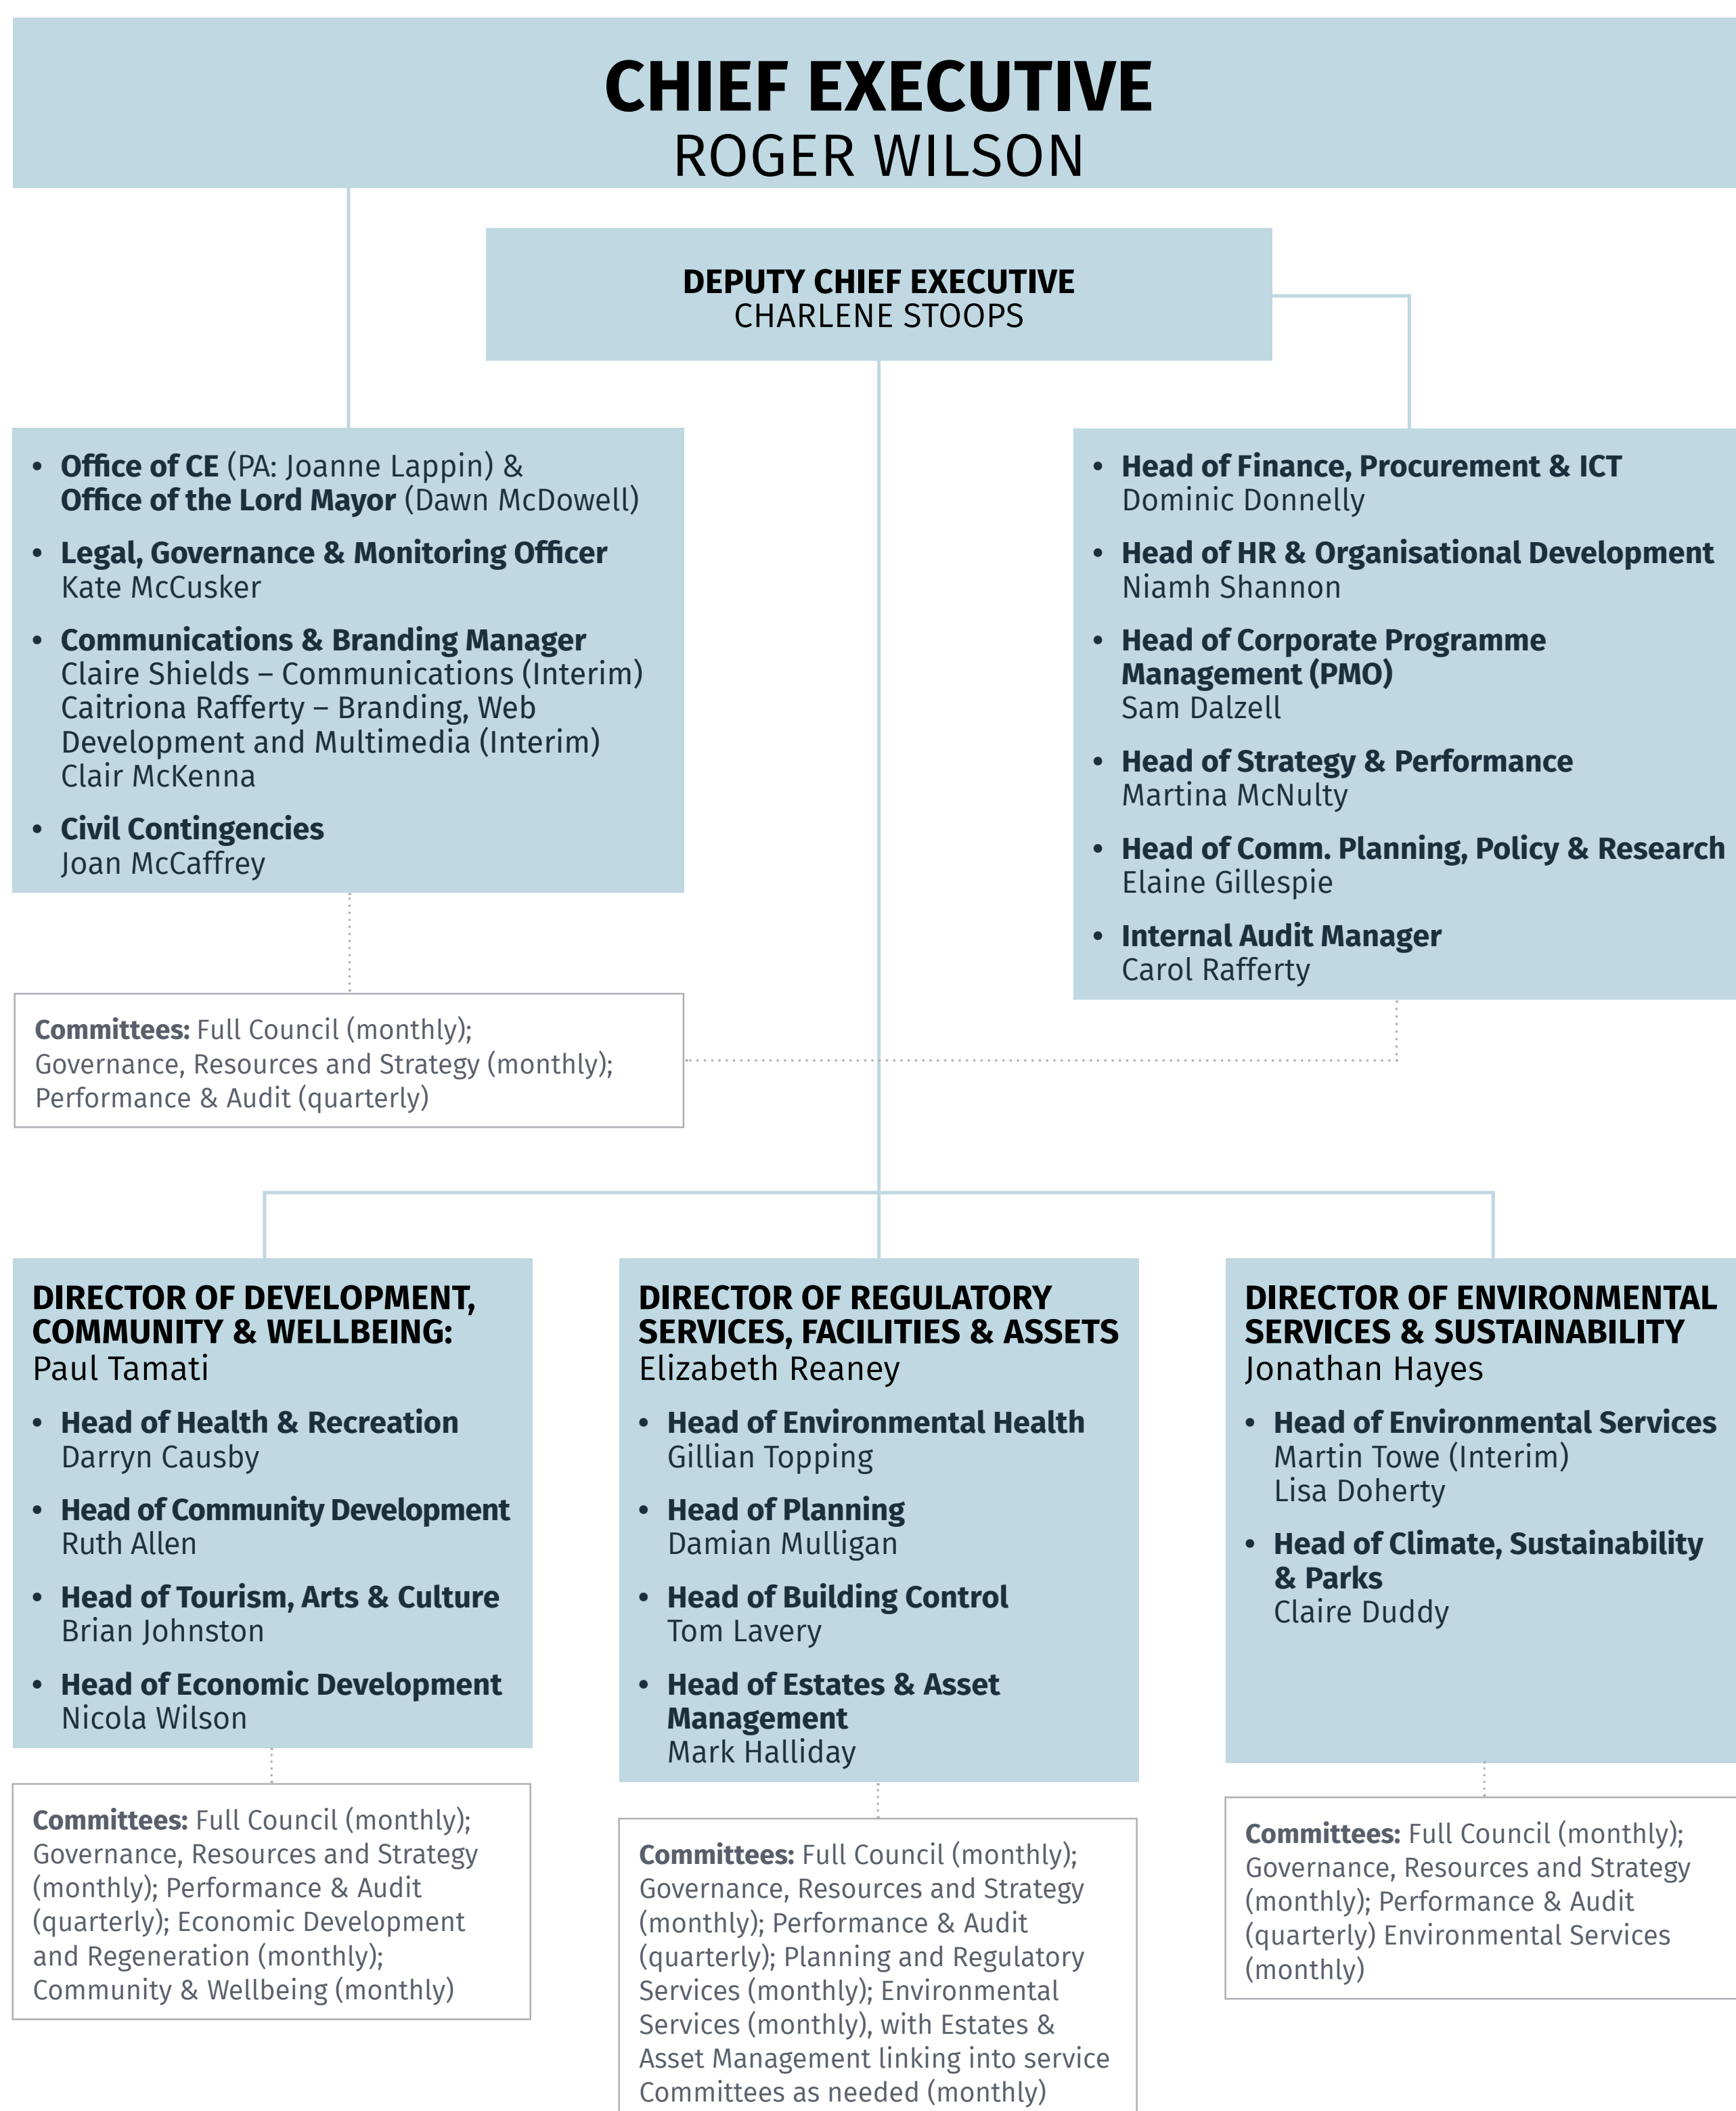 CHIEF EXECUTIVE
ROGER WILSON
DEPUTY CHIEF EXECUTIVE
CHARLENE STOOPS
• Office of CE (PA: Joanne Lappin) &
Office of the Lord Mayor (Dawn McDowell)
• Legal, Governance & Monitoring Officer
Kate McCusker
• Communications & Branding Manager
Claire Shields – Communications (Interim)
Caitriona Rafferty – Branding, Web
Development and Multimedia (Interim)
Clair McKenna
• Civil Contingencies
Joan McCaffrey
• Head of Finance, Procurement & ICT
Dominic Donnelly
• Head of HR & Organisational Development
Niamh Shannon
• Head of Corporate Programme
Management (PMO)
Sam Dalzell
• Head of Strategy & Performance
Martina McNulty
• Head of Comm. Planning, Policy & Research
Elaine Gillespie
• Internal Audit Manager
Carol Rafferty
Committees: Full Council (monthly);
Governance, Resources and Strategy (monthly);
Performance & Audit (quarterly)
DIRECTOR OF DEVELOPMENT,
COMMUNITY & WELLBEING:
Paul Tamati
• Head of Health & Recreation
Darryn Causby
• Head of Community Development
Ruth Allen
• Head of Tourism, Arts & Culture
Brian Johnston
• Head of Economic Development
Nicola Wilson
Committees: Full Council (monthly);
Governance, Resources and Strategy
(monthly); Performance & Audit
(quarterly); Economic Development
and Regeneration (monthly);
Community & Wellbeing (monthly)
DIRECTOR OF REGULATORY
SERVICES, FACILITIES & ASSETS
Elizabeth Reaney
• Head of Environmental Health
Gillian Topping
• Head of Planning
Damian Mulligan
• Head of Building Control
Tom Lavery
• Head of Estates & Asset
Management
Mark Halliday
Committees: Full Council (monthly);
Governance, Resources and Strategy
(monthly); Performance & Audit
(quarterly); Planning and Regulatory
Services (monthly); Environmental
Services (monthly), with Estates &
Asset Management linking into service
Committees as needed (monthly)
DIRECTOR OF ENVIRONMENTAL
SERVICES & SUSTAINABILITY
Jonathan Hayes
• Head of Environmental Services
Martin Towe (Interim)
Lisa Doherty
• Head of Climate, Sustainability
& Parks
Claire Duddy
Committees: Full Council (monthly);
Governance, Resources and Strategy
(monthly); Performance & Audit
(quarterly) Environmental Services
(monthly)